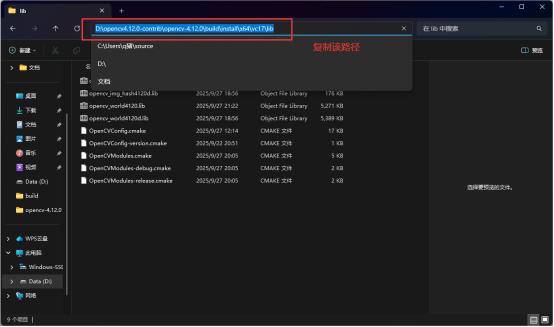 lib
D:\opencv4.12.0-contrib\opencv-4.12.0\build\install\x64\vc17\lib
在 lib 中搜索
新建
预览
复制该路径
C:\Users\q猪\source
D:\
文档
文档
opencv_img_hash4120d.lib 2025/9/27 18:56 Object File Library 176 KB
opencv_world4120.lib 2025/9/27 21:22 Object File Library 5,271 KB
opencv_world4120d.lib 2025/9/27 18:56 Object File Library 5,389 KB
OpenCVConfig.cmake 2025/9/27 12:14 CMAKE 文件 17 KB
OpenCVConfig-version.cmake 2025/9/22 20:51 CMAKE 文件 1 KB
OpenCVModules.cmake 2025/9/27 20:05 CMAKE 文件 5 KB
OpenCVModules-debug.cmake 2025/9/27 20:05 CMAKE 文件 2 KB
OpenCVModules-release.cmake 2025/9/27 20:05 CMAKE 文件 2 KB
桌面
下载
文档
图片
音乐
视频
Data (D:)
build
opencv-4.12.0
WPS云盘
此电脑
Windows-SSD
Data (D:)
网络
选择要预览的文件。
9 个项目